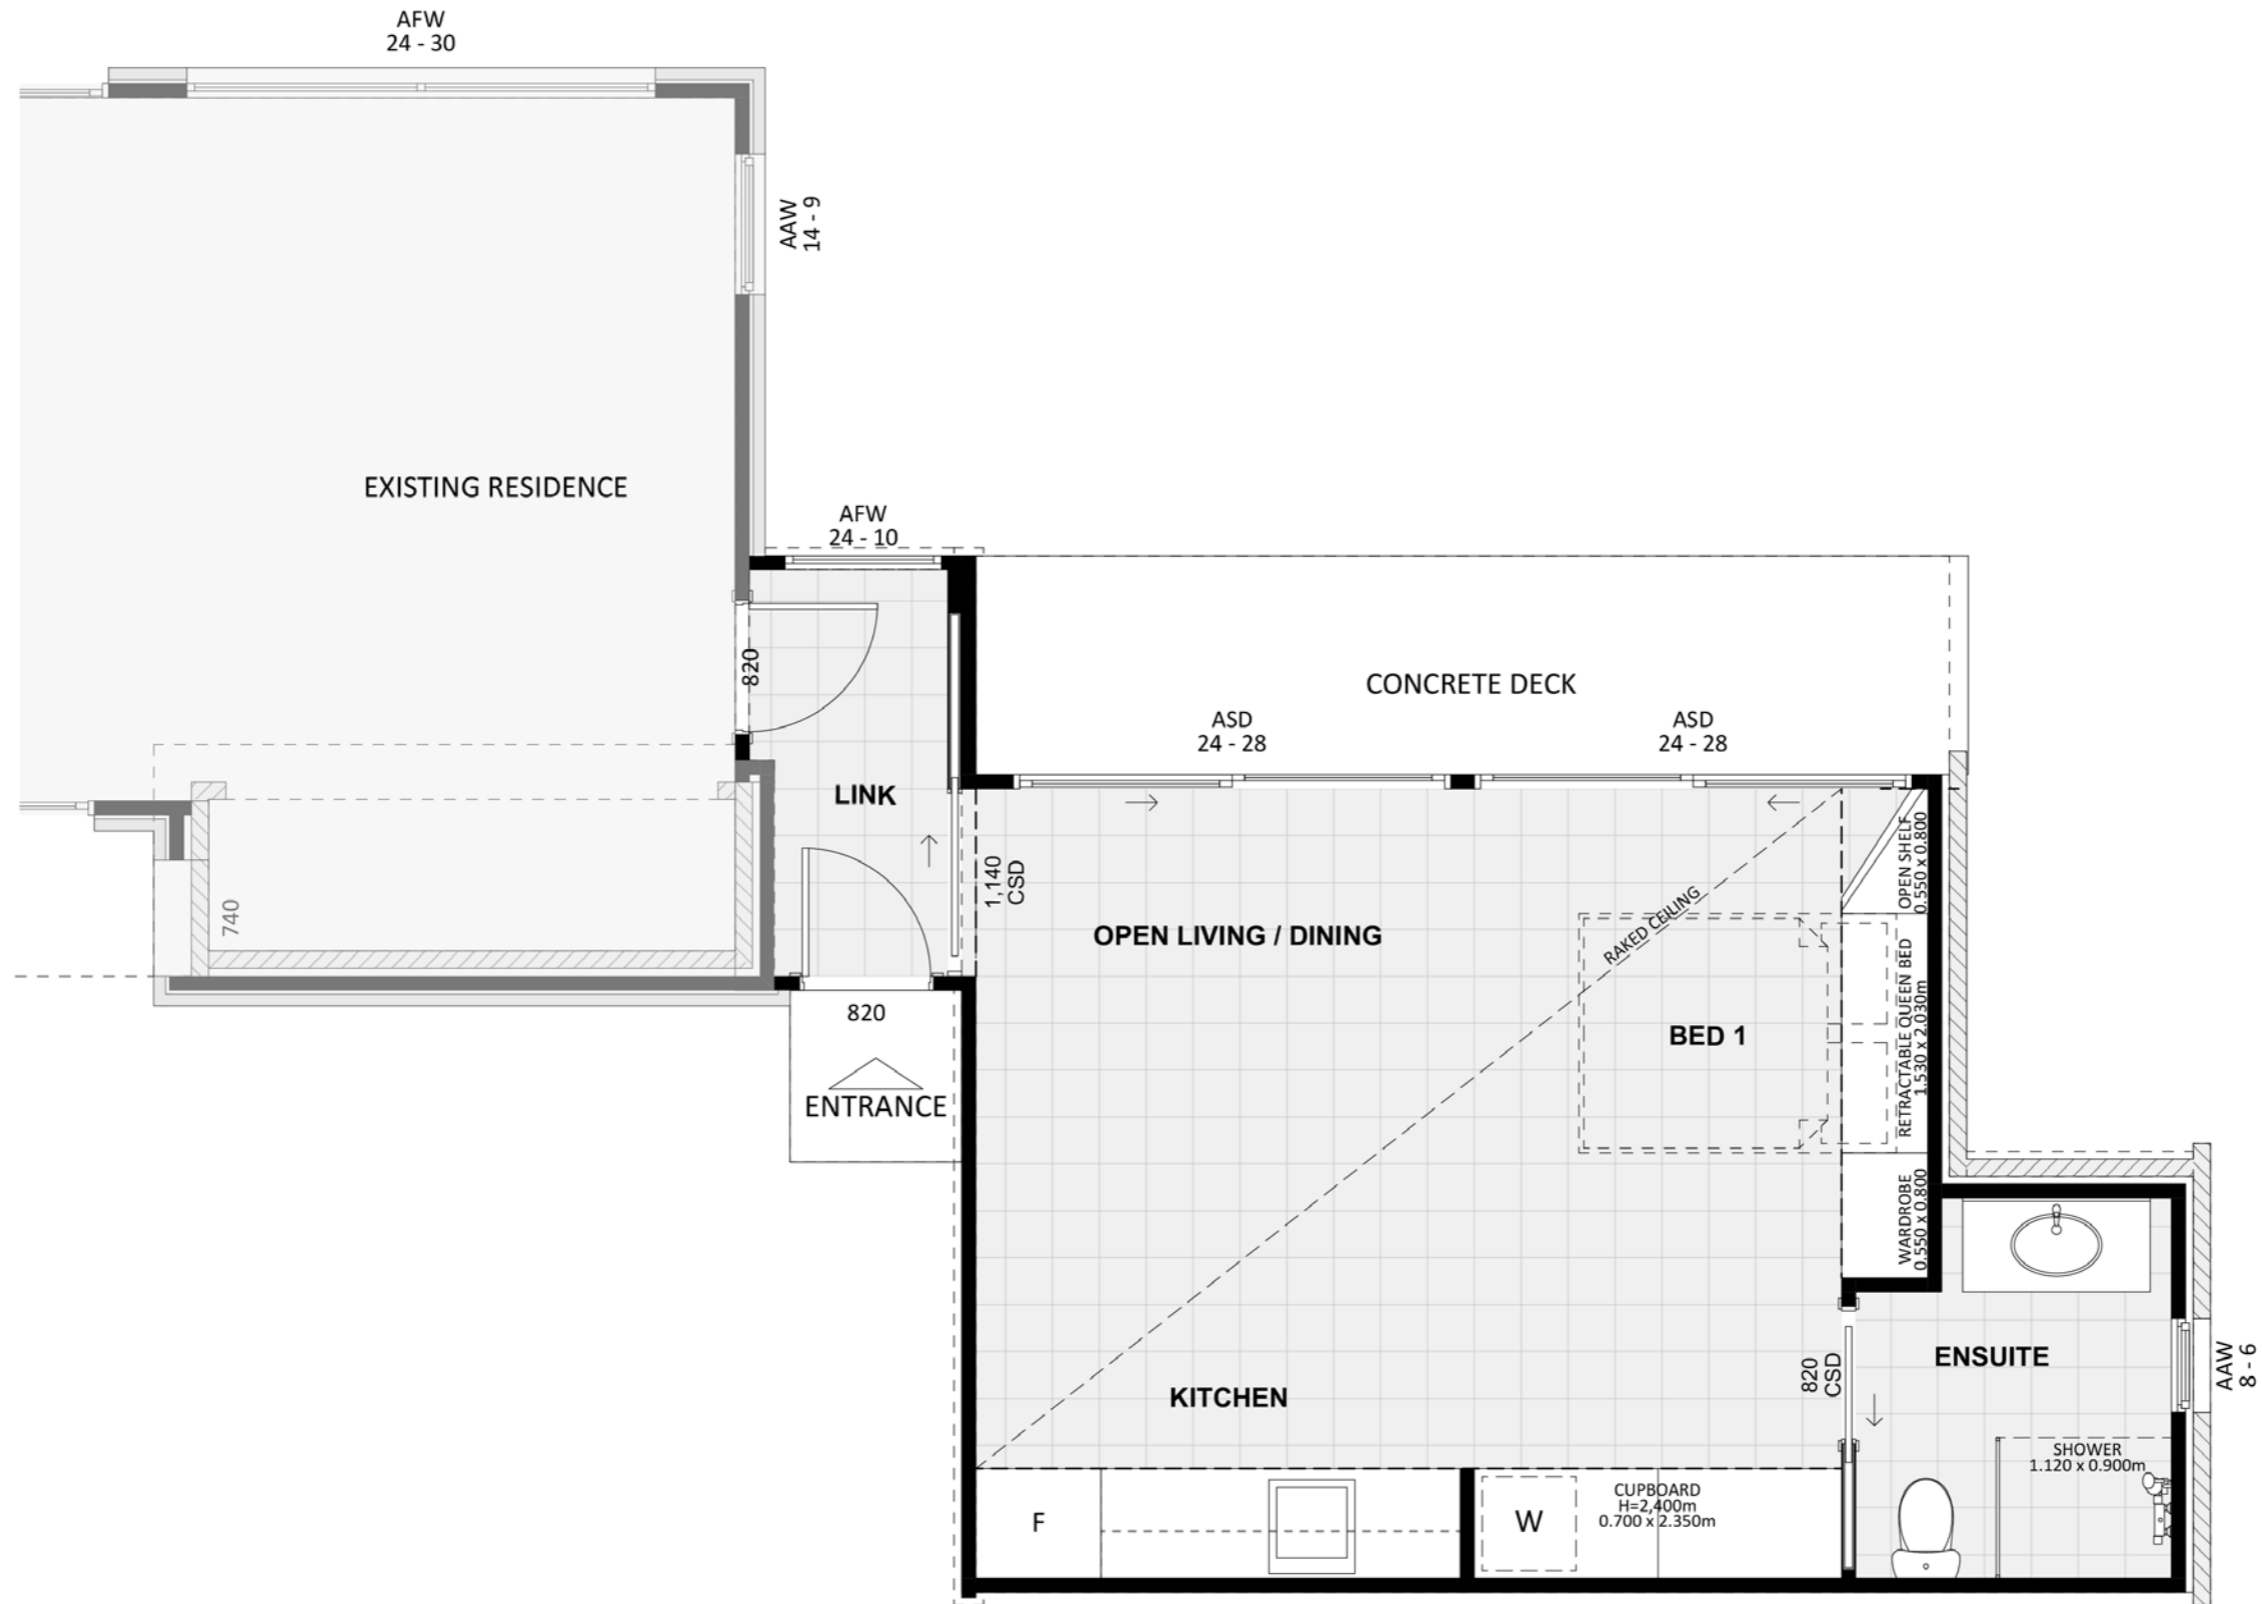 AFW
24 - 30
AAW
14 - 9
EXISTING RESIDENCE
AFW
24 - 10
820
CONCRETE DECK
ASD
24 - 28
ASD
24 - 28
LINK
1,140
CSD
OPEN SHELF
0.550 x 0.800
740
OPEN LIVING / DINING
RAKED CEILING
RETRACTABLE QUEEN BED
1.530 x 2.030m
820
BED 1
ENTRANCE
WARDROBE
0.550 x 0.800
ENSUITE
820
CSD
AAW
8 - 6
KITCHEN
SHOWER
1.120 x 0.900m
F
W
CUPBOARD
H=2,400m
0.700 x 2.350m